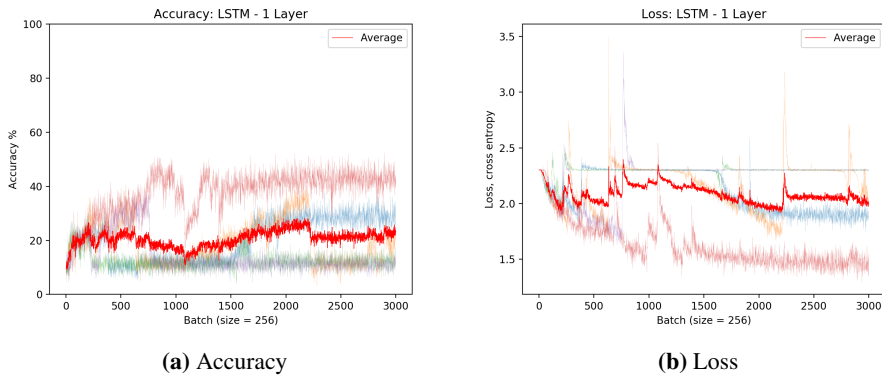 Accuracy: LSTM - 1 Layer
Average
100
80
60
40
20
0
Accuracy %
0 500 1000 1500 2000 2500 3000
Batch (size = 256)
(a) Accuracy
Loss: LSTM - 1 Layer
Average
3.5
3.0
2.5
2.0
1.5
Loss, cross entropy
0 500 1000 1500 2000 2500 3000
Batch (size = 256)
(b) Loss